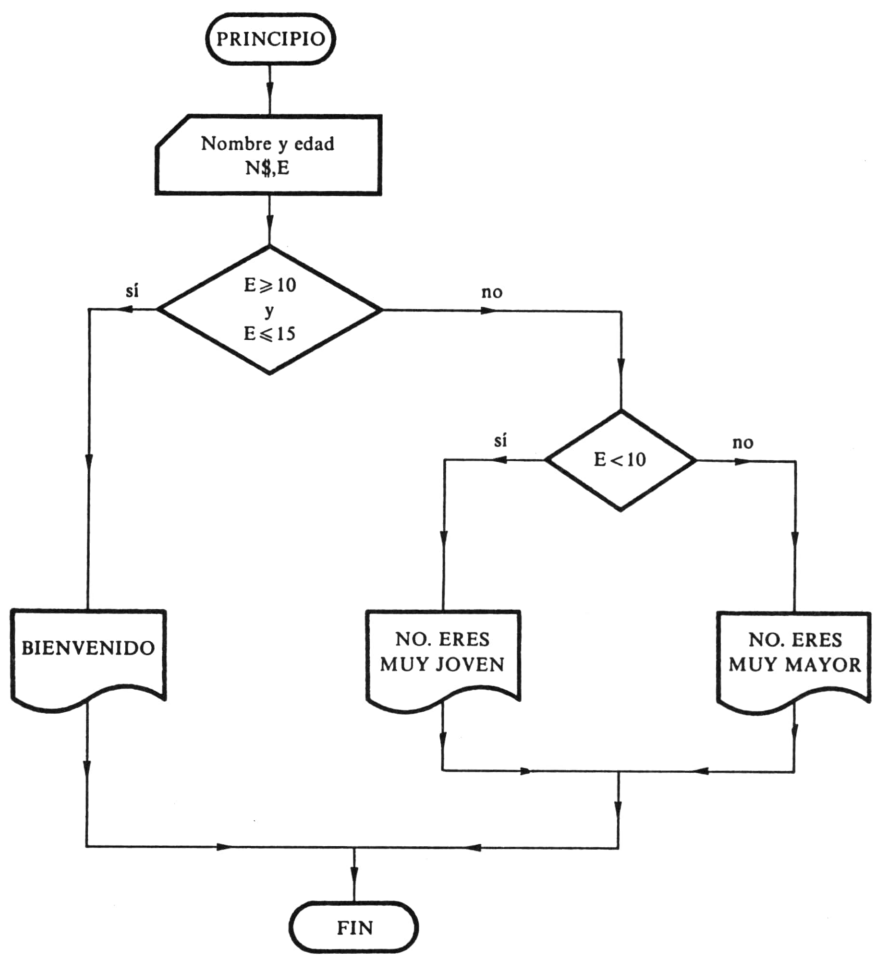 PRINCIPIO
Nombre y edad
N$,E
E⩾10
y
E⩽15
sí
no
E<10
sí
no
BIENVENIDO
NO. ERES
MUY JOVEN
NO. ERES
MUY MAYOR
FIN